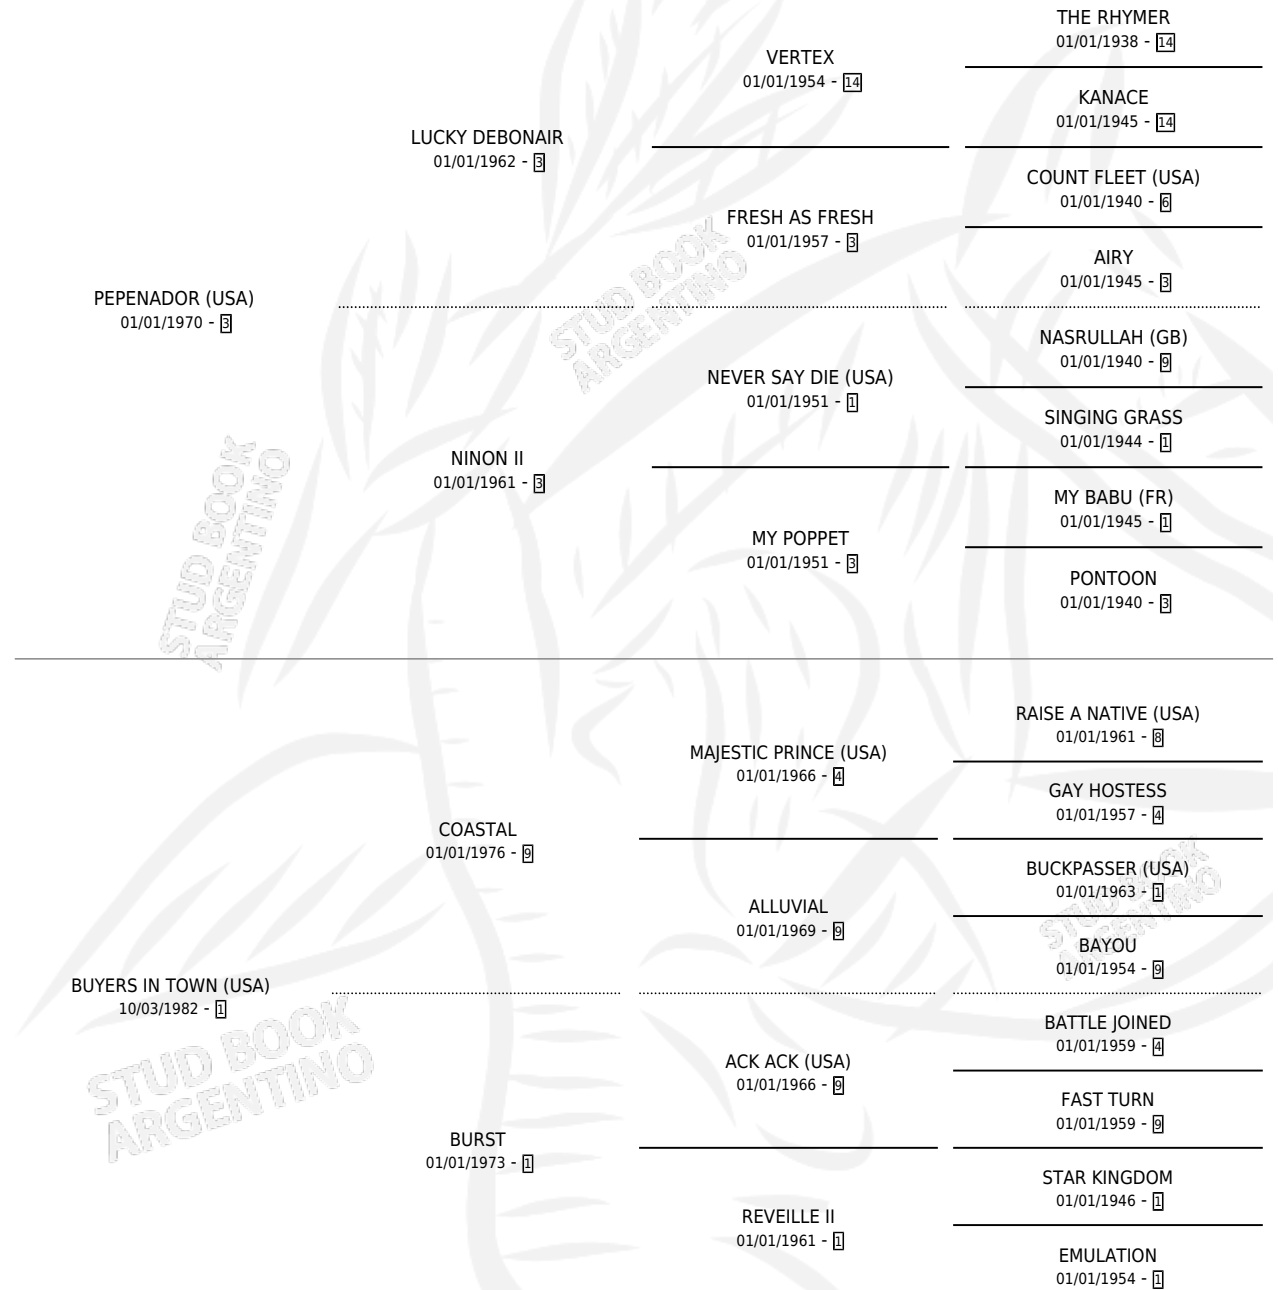 THE RHYMER
01/01/1938 - 14
VERTEX
01/01/1954 - 14
KANACE
01/01/1945 - 14
LUCKY DEBONAIR
01/01/1962 - 3
COUNT FLEET (USA)
01/01/1940 - 6
FRESH AS FRESH
01/01/1957 - 3
AIRY
01/01/1945 - 3
PEPENADOR (USA)
01/01/1970 - 3
NASRULLAH (GB)
01/01/1940 - 9
NEVER SAY DIE (USA)
01/01/1951 - 1
SINGING GRASS
01/01/1944 - 1
NINON II
01/01/1961 - 3
MY BABU (FR)
01/01/1945 - 1
MY POPPET
01/01/1951 - 3
PONTOON
01/01/1940 - 3
STUD BOOK
ARGENTINO
STUD BOOK
ARGENTINO
RAISE A NATIVE (USA)
01/01/1961 - 8
MAJESTIC PRINCE (USA)
01/01/1966 - 4
GAY HOSTESS
01/01/1957 - 4
COASTAL
01/01/1976 - 9
BUCKPASSER (USA)
01/01/1963 - 1
ALLUVIAL
01/01/1969 - 9
BAYOU
01/01/1954 - 9
BUYERS IN TOWN (USA)
10/03/1982 - 1
BATTLE JOINED
01/01/1959 - 4
ACK ACK (USA)
01/01/1966 - 9
FAST TURN
01/01/1959 - 9
BURST
01/01/1973 - 1
STAR KINGDOM
01/01/1946 - 1
REVEILLE II
01/01/1961 - 1
EMULATION
01/01/1954 - 1
STUD BOOK
ARGENTINO
STUD BOOK
ARGENTINO